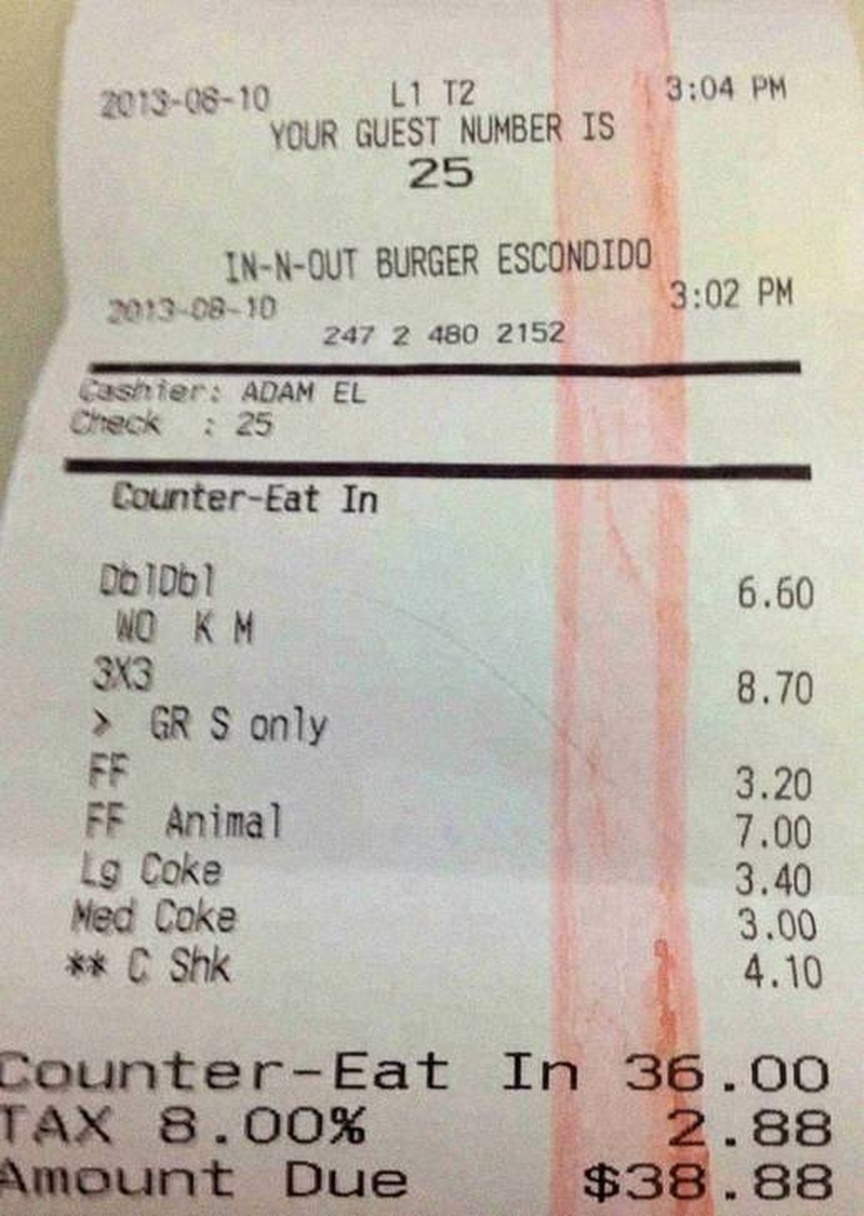 2013-08-10 L1 T2 3:04 PM
YOUR GUEST NUMBER IS
25
IN-N-OUT BURGER ESCONDIDO
2013-08-10 3:02 PM
247 2 480 2152
Cashier: ADAM EL
Check : 25
Counter-Eat In
DblDbl 6.60
WO K M
3X3 8.70
> GR S only
FF 3.20
FF Animal 7.00
Lg Coke 3.40
Med Coke 3.00
** C Shk 4.10
Counter-Eat In 36.00
TAX 8.00% 2.88
Amount Due $38.88